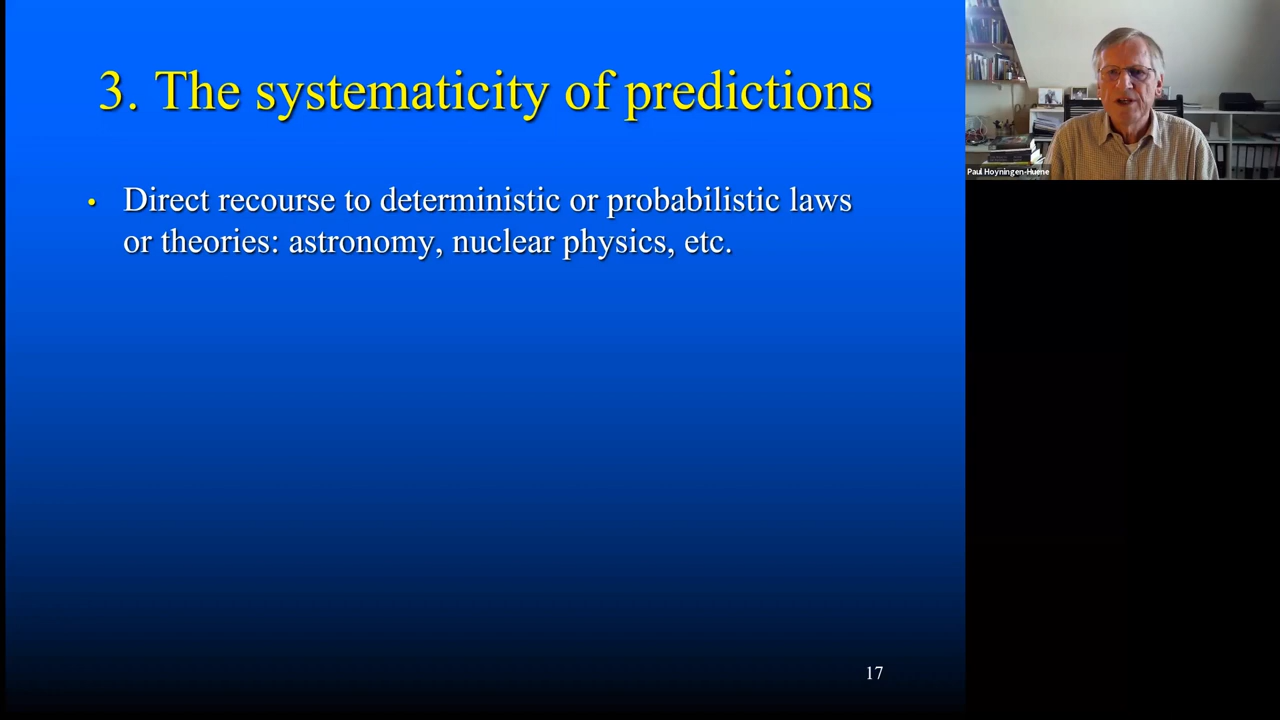 3. The systematicity of predictions
• Direct recourse to deterministic or probabilistic laws
or theories: astronomy, nuclear physics, etc.
17
Paul Hoyningen-Huene